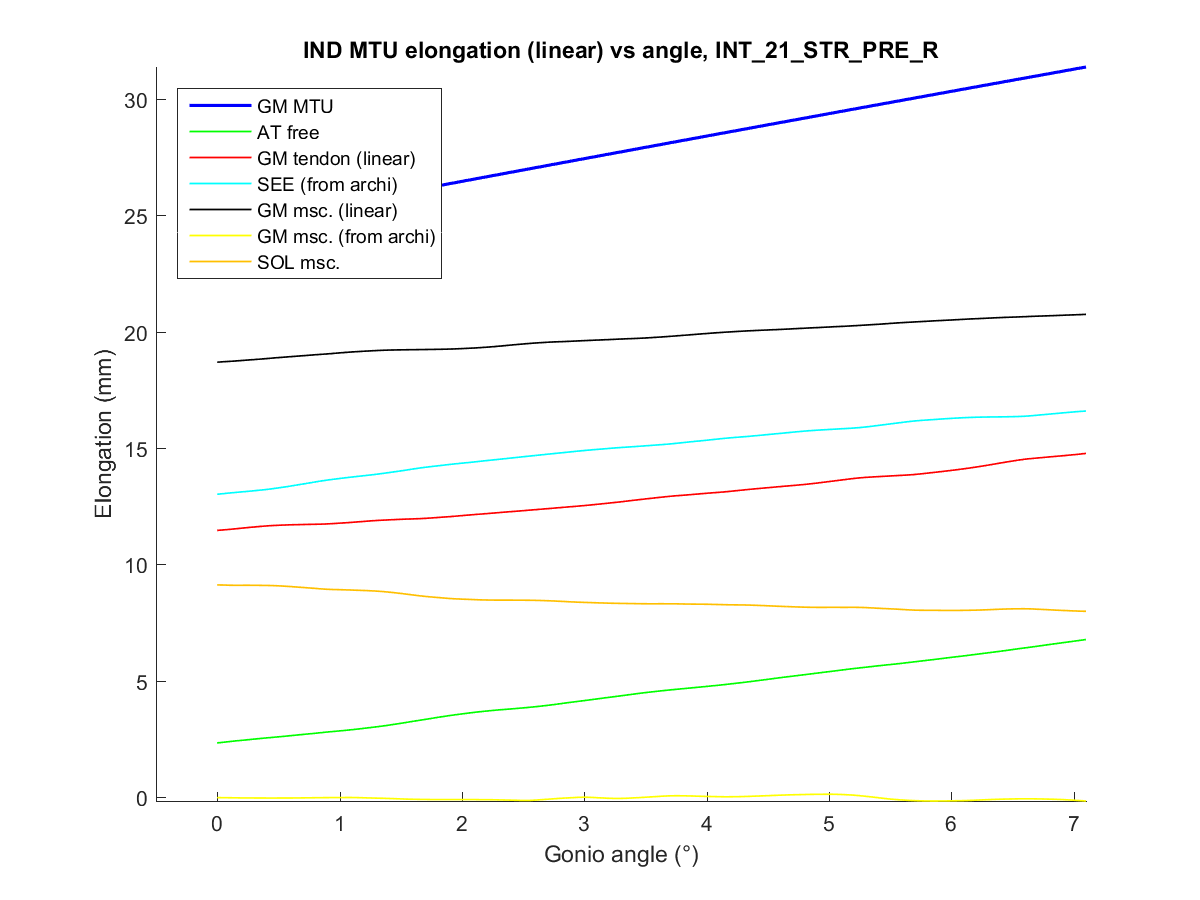 IND MTU elongation (linear) vs angle, INT_21_STR_PRE_R
GM MTU
AT free
GM tendon (linear)
SEE (from archi)
GM msc. (linear)
GM msc. (from archi)
SOL msc.
30
25
20
15
10
5
0
Elongation (mm)
0 1 2 3 4 5 6 7
Gonio angle (°)